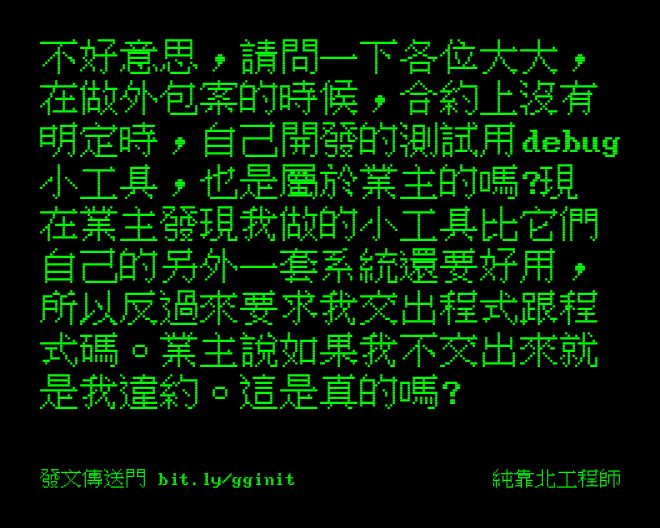 不好意思，請問一下各位大大，
在做外包案的時候，合約上沒有
明定時，自己開發的測試用debug
小工具，也是屬於業主的嗎?現
在業主發現我做的小工具比它們
自己的另外一套系統還要好用，
所以反過來要求我交出程式跟程
式碼。業主說如果我不交出來就
是我違約。這是真的嗎?
發文傳送門 bit.ly/gginit
純靠北工程師